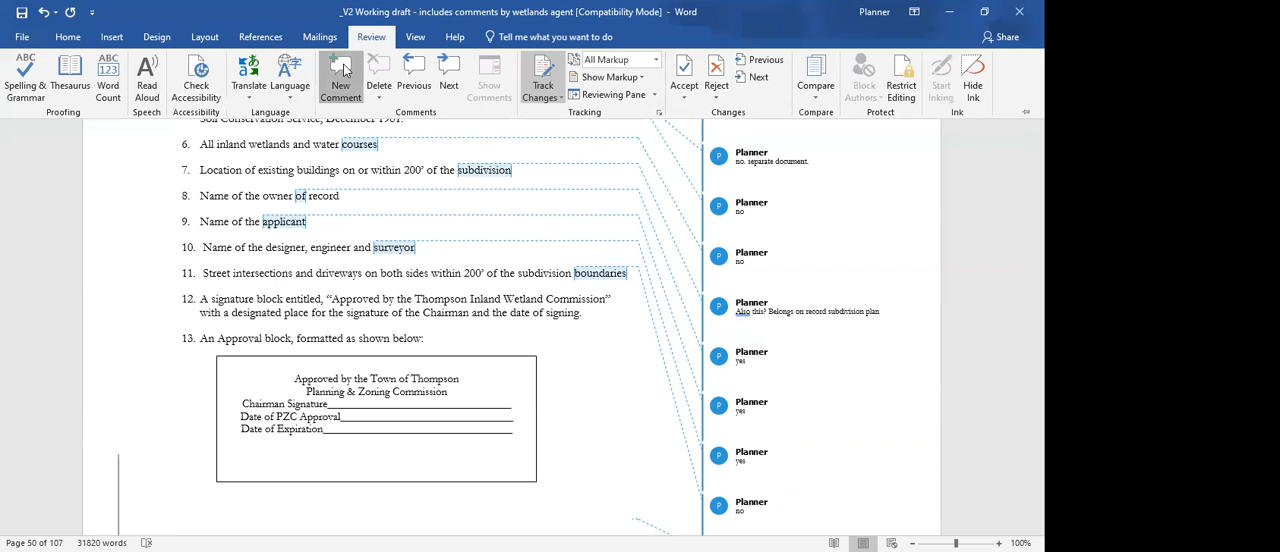 _V2 Working draft - includes comments by wetlands agent [Compatibility Mode] - Word
Planner
File Home Insert Design Layout References Mailings Review View Help Tell me what you want to do Share
ABC Spelling & Grammar
Thesaurus
ABC 123 Word Count
Proofing
Read Aloud
Speech
Check Accessibility
Accessibility
Translate
Language
Language
New Comment
Delete
Previous
Next
Show Comments
Comments
Track Changes
All Markup
Show Markup
Reviewing Pane
Tracking
Accept
Reject
Previous
Next
Changes
Compare
Compare
Block Authors
Restrict Editing
Protect
Start Inking
Hide Ink
Ink
Soil Conservation Service, December 1981.
6. All inland wetlands and water courses
7. Location of existing buildings on or within 200’ of the subdivision
8. Name of the owner of record
9. Name of the applicant
10. Name of the designer, engineer and surveyor
11. Street intersections and driveways on both sides within 200’ of the subdivision boundaries
12. A signature block entitled, “Approved by the Thompson Inland Wetland Commission”
with a designated place for the signature of the Chairman and the date of signing.
13. An Approval block, formatted as shown below:
Approved by the Town of Thompson
Planning & Zoning Commission
Chairman Signature
Date of PZC Approval
Date of Expiration
P Planner
no. separate document.
P Planner
no
P Planner
no
P Planner
Also this? Belongs on record subdivision plan
P Planner
yes
P Planner
yes
P Planner
yes
P Planner
no
Page 50 of 107 31820 words 100%